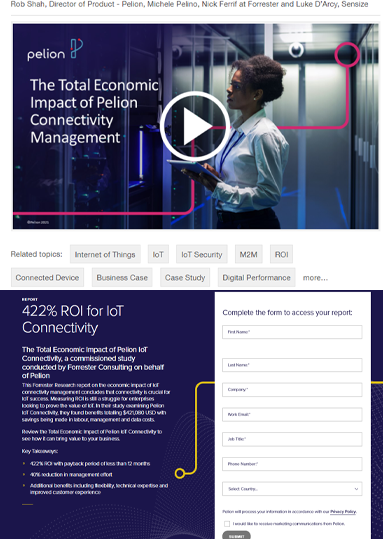 Rob Shah, Director of Product - Pelion, Michele Pelino, Nick Ferrif at Forrester and Luke D'Arcy, Sensize
pelion
The Total Economic
Impact of Pelion
Connectivity
Management
Related topics:
Internet of Things
IoT
IoT Security
M2M
ROI
Connected Device
Business Case
Case Study
Digital Performance
more...
REPORT
422% ROI for IoT
Connectivity
The Total Economic Impact of Pelion IoT
Connectivity, a commissioned study
conducted by Forrester Consulting on behalf
of Pelion
This Forrester Research report on the economic impact of IoT
connectivity management concludes that connectivity is crucial for
IoT success. Measuring ROI is still a struggle for enterprises
looking to prove the value of IoT. In their study examining Pelion
IoT Connectivity, they found benefits totalling $421,080 USD with
savings being made in labour, management and data costs.
Review the Total Economic Impact of Pelion IoT Connectivity to
see how it can bring value to your business.
Key Takeaways:
422% ROI with payback period of less than 12 months
40% reduction in management effort
Additional benefits including flexibility, technical expertise and
improved customer experience
Complete the form to access your report:
First Name*
Last Name*
Company*
Work Email*
Job Title*
Phone Number*
Select Country...
Pelion will process your information in accordance with our Privacy Policy.
I would like to receive marketing communications from Pelion.
SUBMIT